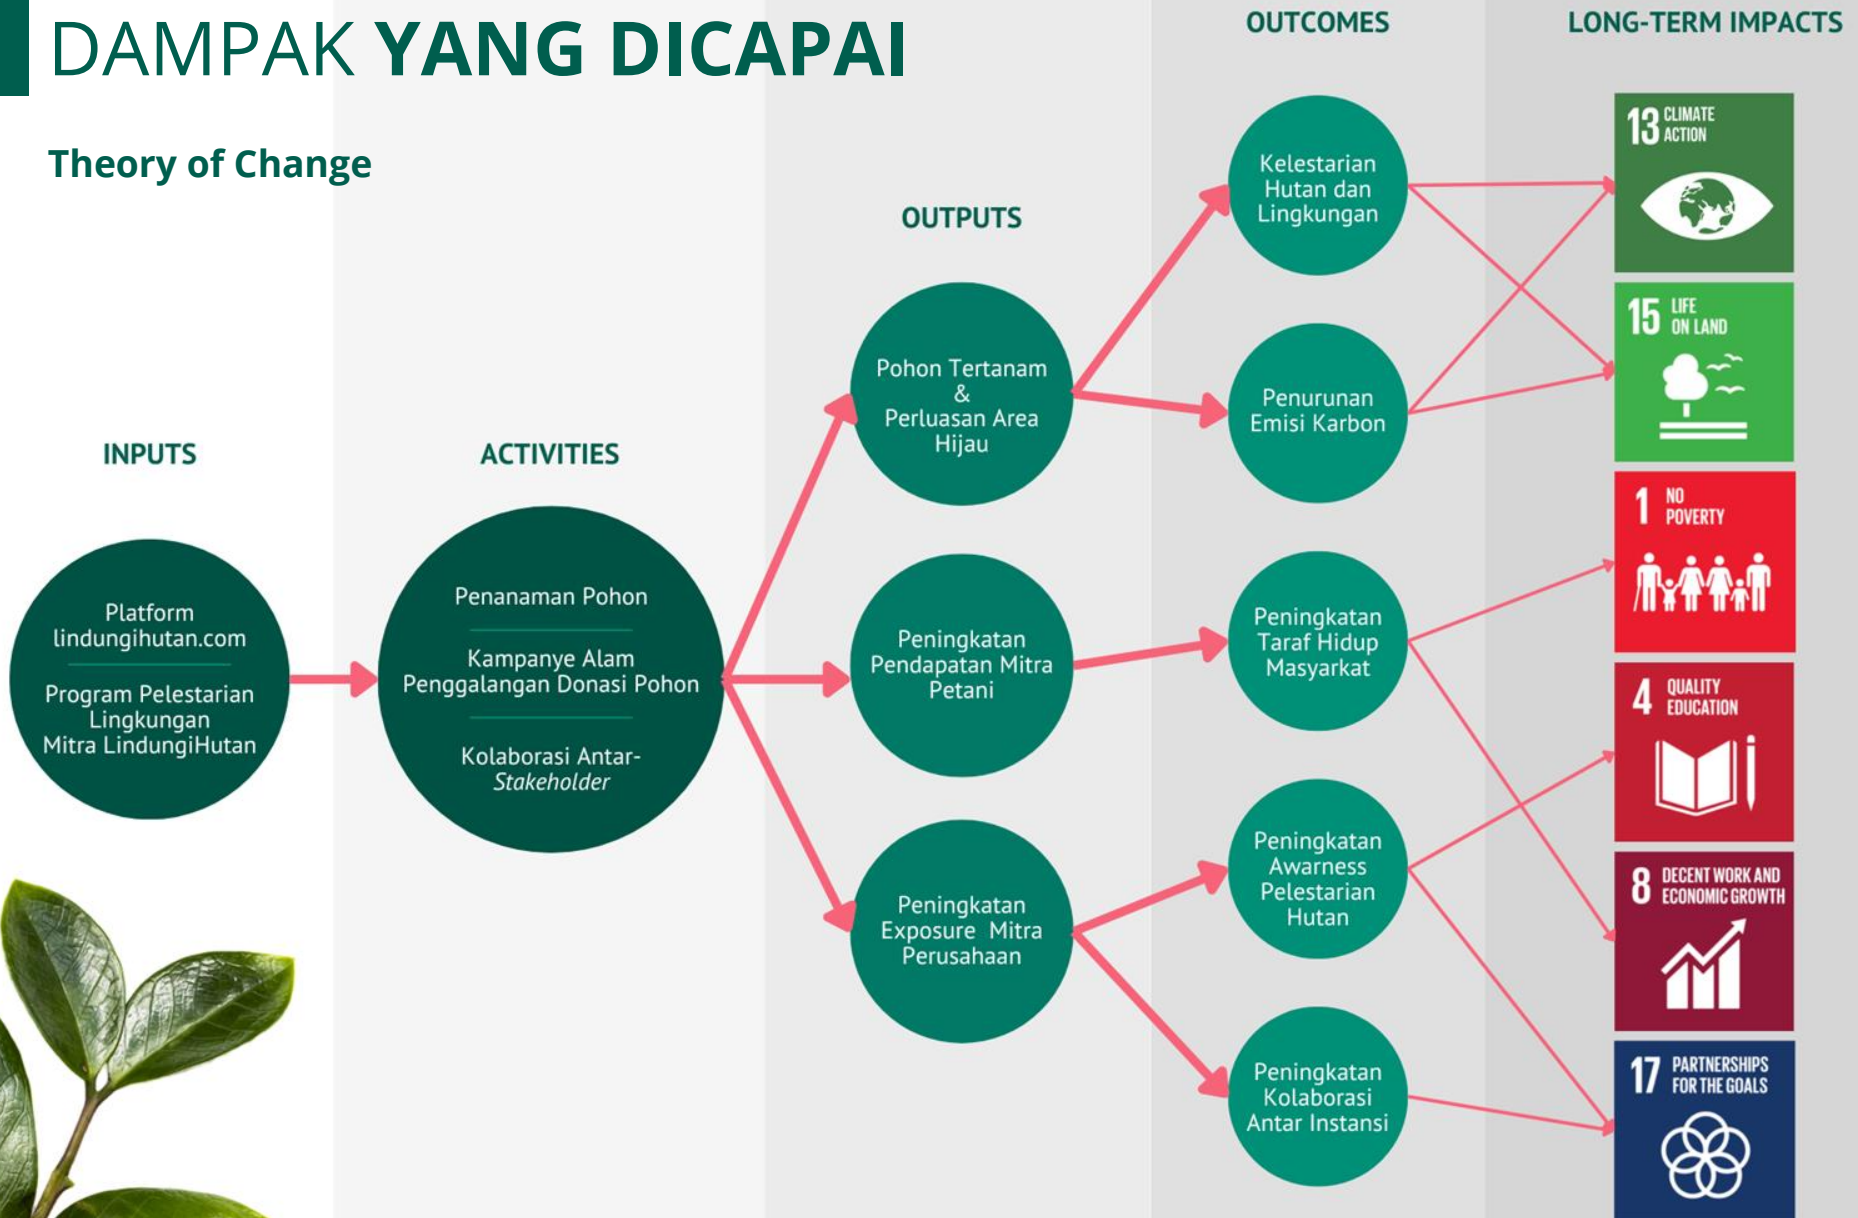 DAMPAK YANG DICAPAI
Theory of Change
INPUTS
Platform
lindungihutan.com
Program Pelestarian
Lingkungan
Mitra LindungiHutan
ACTIVITIES
Penanaman Pohon
Kampanye Alam
Penggalangan Donasi Pohon
Kolaborasi Antar-
Stakeholder
OUTPUTS
Pohon Tertanam
&
Perluasan Area
Hijau
Peningkatan
Pendapatan Mitra
Petani
Peningkatan
Exposure Mitra
Perusahaan
OUTCOMES
Kelestarian
Hutan dan
Lingkungan
Penurunan
Emisi Karbon
Peningkatan
Taraf Hidup
Masyarkat
Peningkatan
Awarness
Pelestarian
Hutan
Peningkatan
Kolaborasi
Antar Instansi
LONG-TERM IMPACTS
13 CLIMATE
ACTION
15 LIFE
ON LAND
1 NO
POVERTY
4 QUALITY
EDUCATION
8 DECENT WORK AND
ECONOMIC GROWTH
17 PARTNERSHIPS
FOR THE GOALS